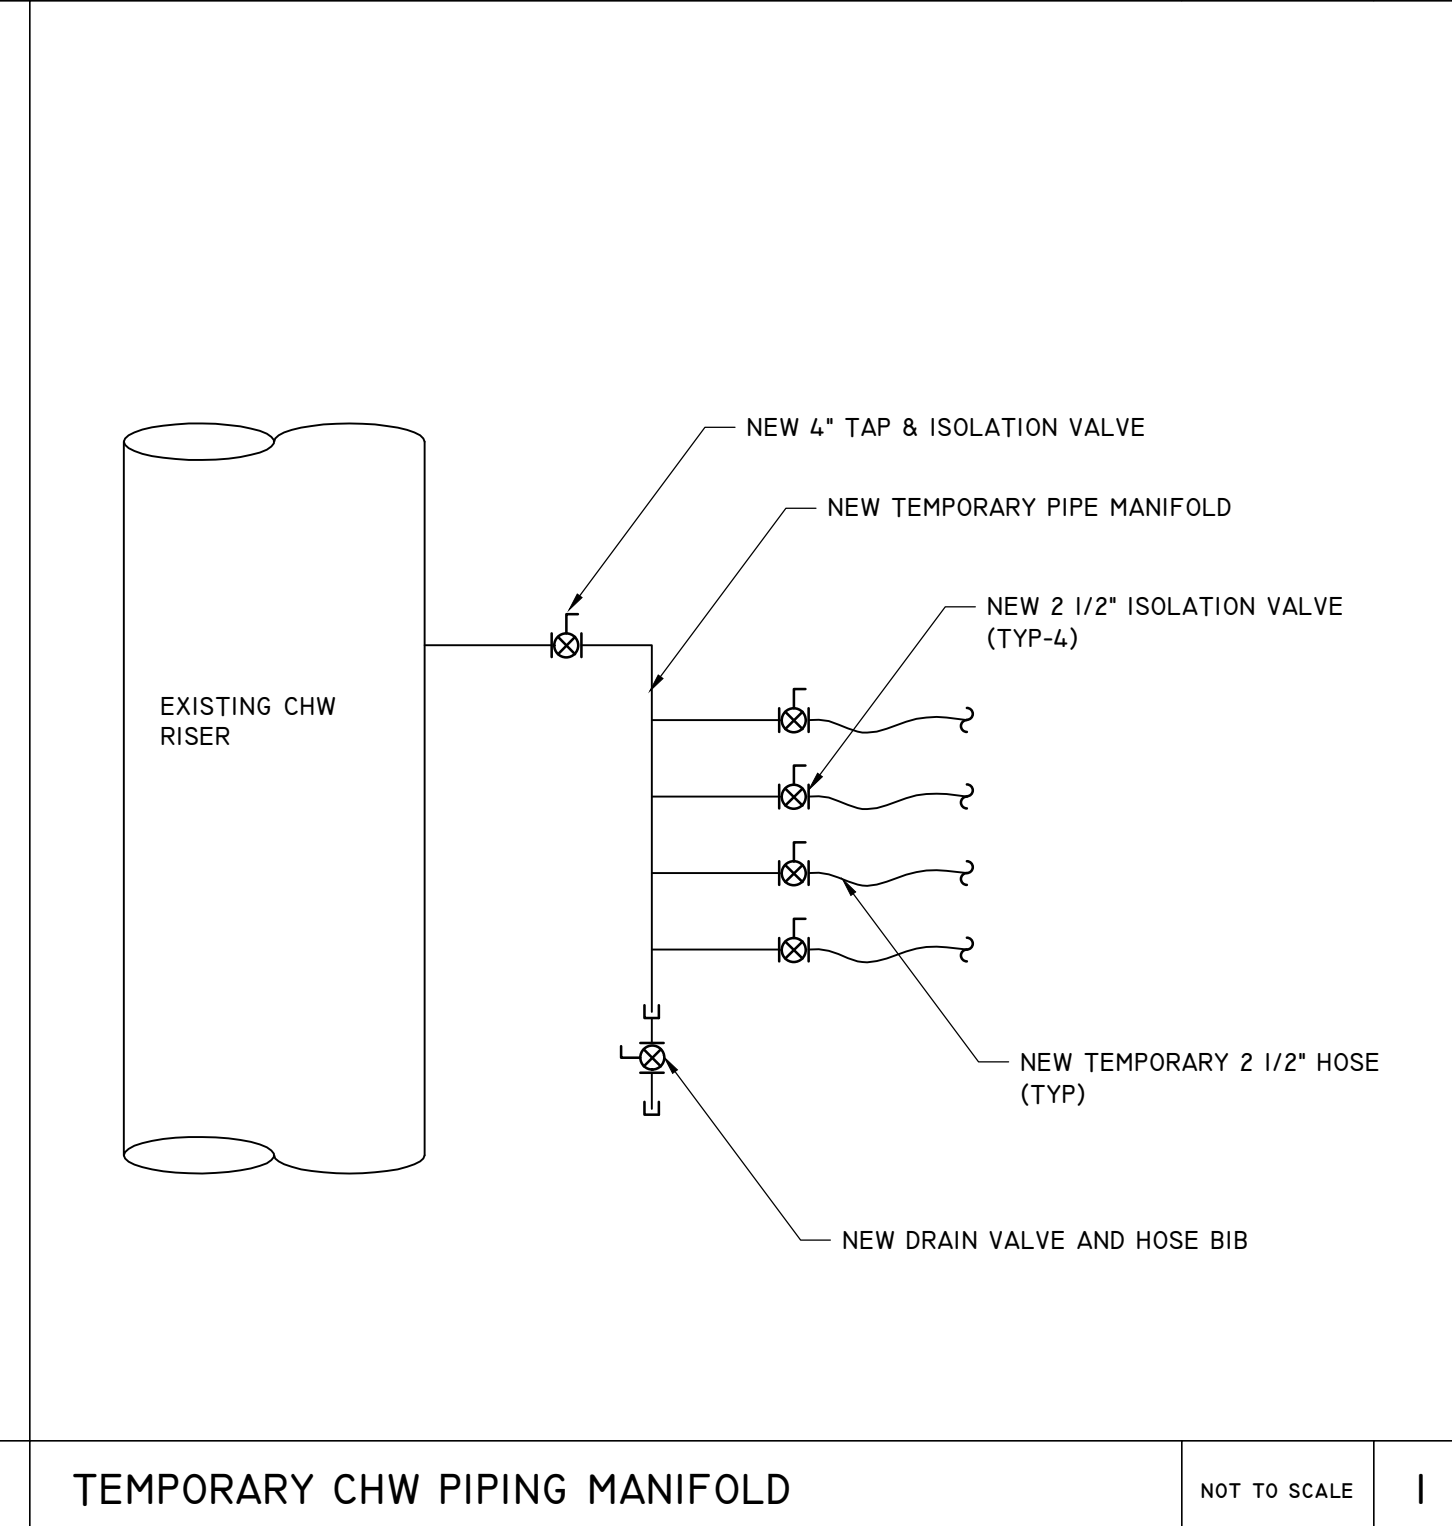 NEW 4" TAP & ISOLATION VALVE
NEW TEMPORARY PIPE MANIFOLD
NEW 2 1/2" ISOLATION VALVE
(TYP-4)
EXISTING CHW
RISER
NEW TEMPORARY 2 1/2" HOSE
(TYP)
NEW DRAIN VALVE AND HOSE BIB
TEMPORARY CHW PIPING MANIFOLD
NOT TO SCALE
1